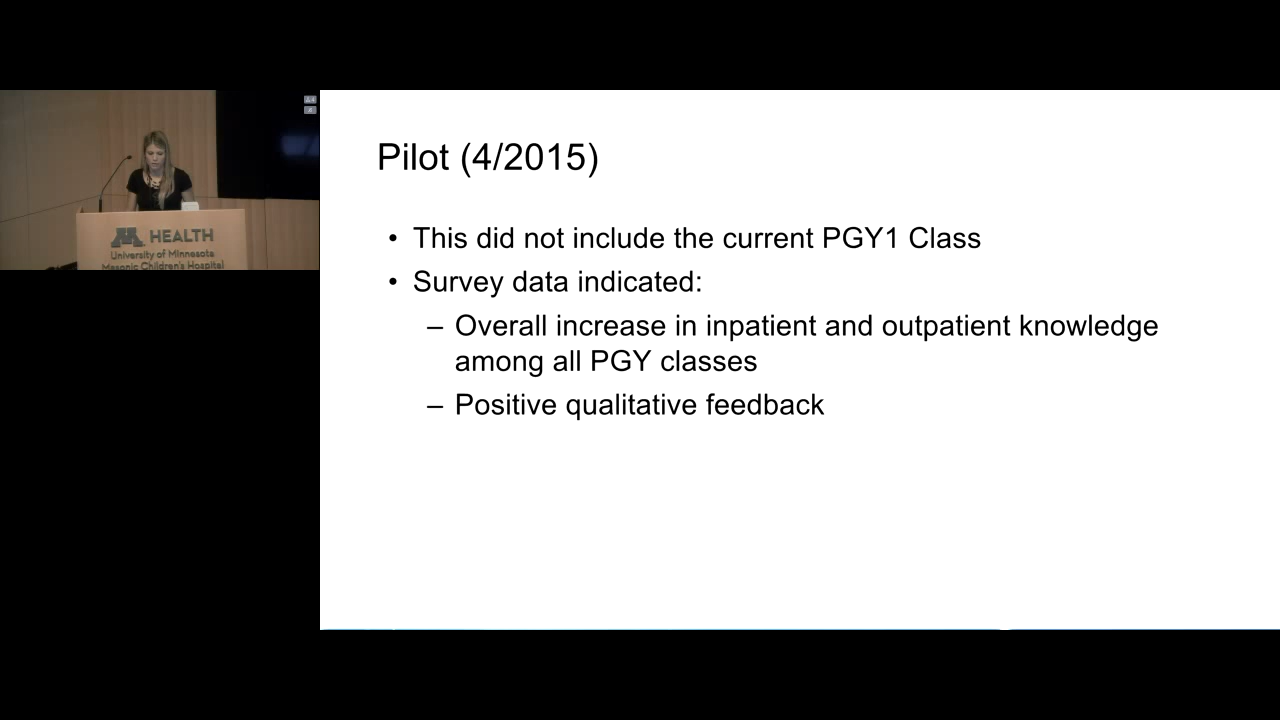 HEALTH
University of Minnesota
Masonic Children's Hospital
Pilot (4/2015)
• This did not include the current PGY1 Class
• Survey data indicated:
– Overall increase in inpatient and outpatient knowledge
among all PGY classes
– Positive qualitative feedback